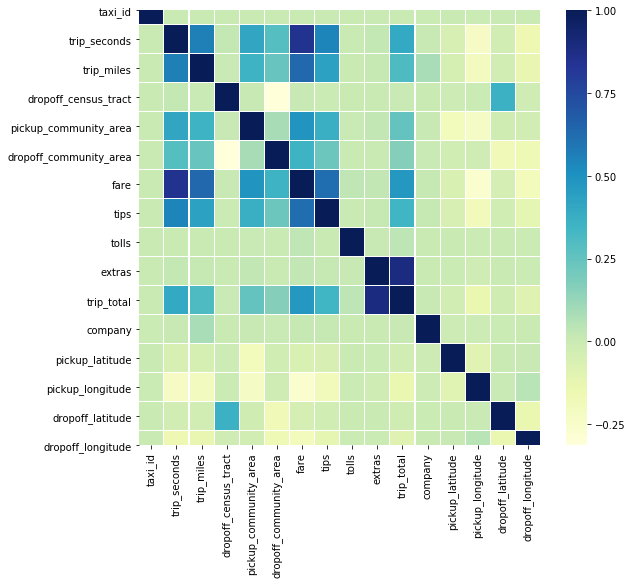 taxi_id
trip_seconds
trip_miles
dropoff_census_tract
pickup_community_area
dropoff_community_area
fare
tips
tolls
extras
trip_total
company
pickup_latitude
pickup_longitude
dropoff_latitude
dropoff_longitude
taxi_id
trip_seconds
trip_miles
dropoff_census_tract
pickup_community_area
dropoff_community_area
fare
tips
tolls
extras
trip_total
company
pickup_latitude
pickup_longitude
dropoff_latitude
dropoff_longitude
1.00
0.75
0.50
0.25
0.00
−0.25